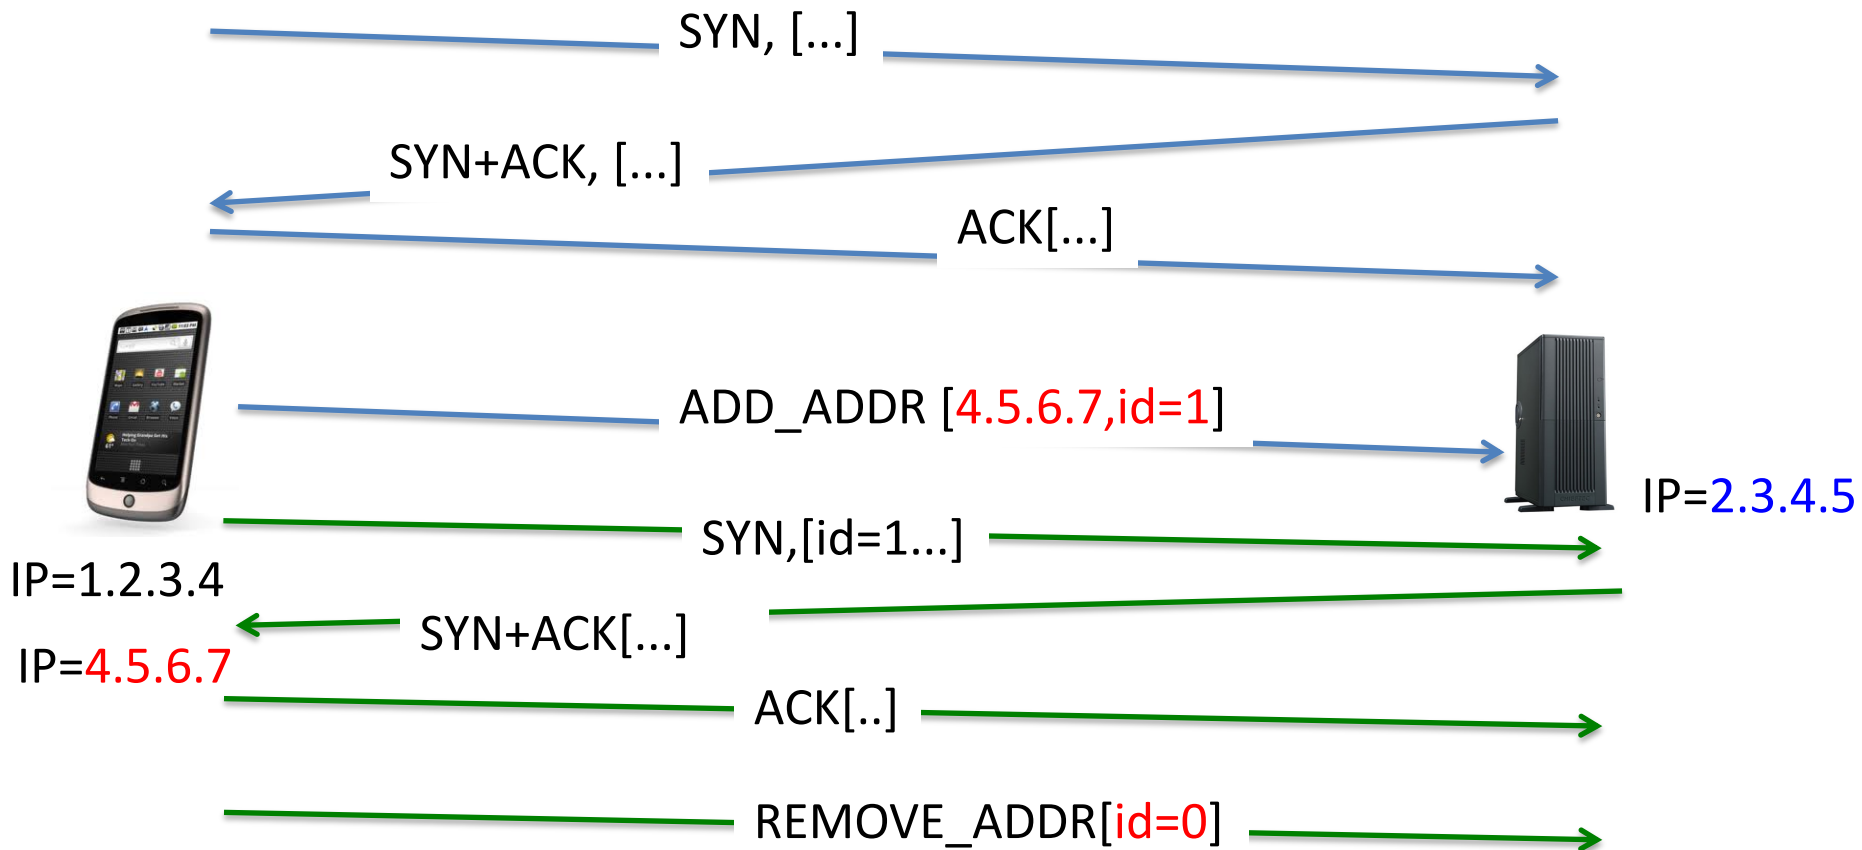 SYN, [...]
SYN+ACK, [...]
ACK[...]
ADD_ADDR [4.5.6.7,id=1]
IP=2.3.4.5
SYN,[id=1...]
IP=1.2.3.4
SYN+ACK[...]
IP=4.5.6.7
ACK[..]
REMOVE_ADDR[id=0]